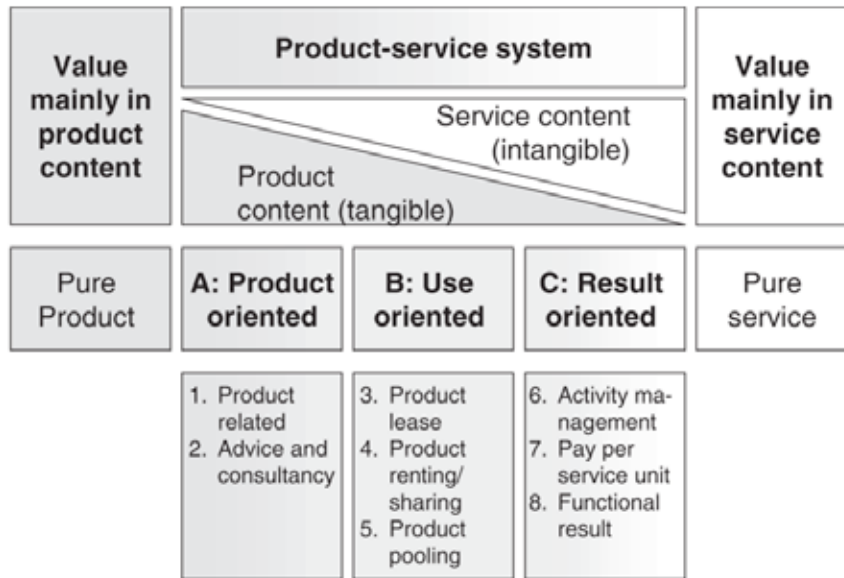 Value
mainly in
product
content
Product-service system
Service content
(intangible)
Product
content (tangible)
Value
mainly in
service
content
Pure
Product
A: Product
oriented
B: Use
oriented
C: Result
oriented
Pure
service
1. Product
related
2. Advice and
consultancy
3. Product
lease
4. Product
renting/
sharing
5. Product
pooling
6. Activity ma-
nagement
7. Pay per
service unit
8. Functional
result